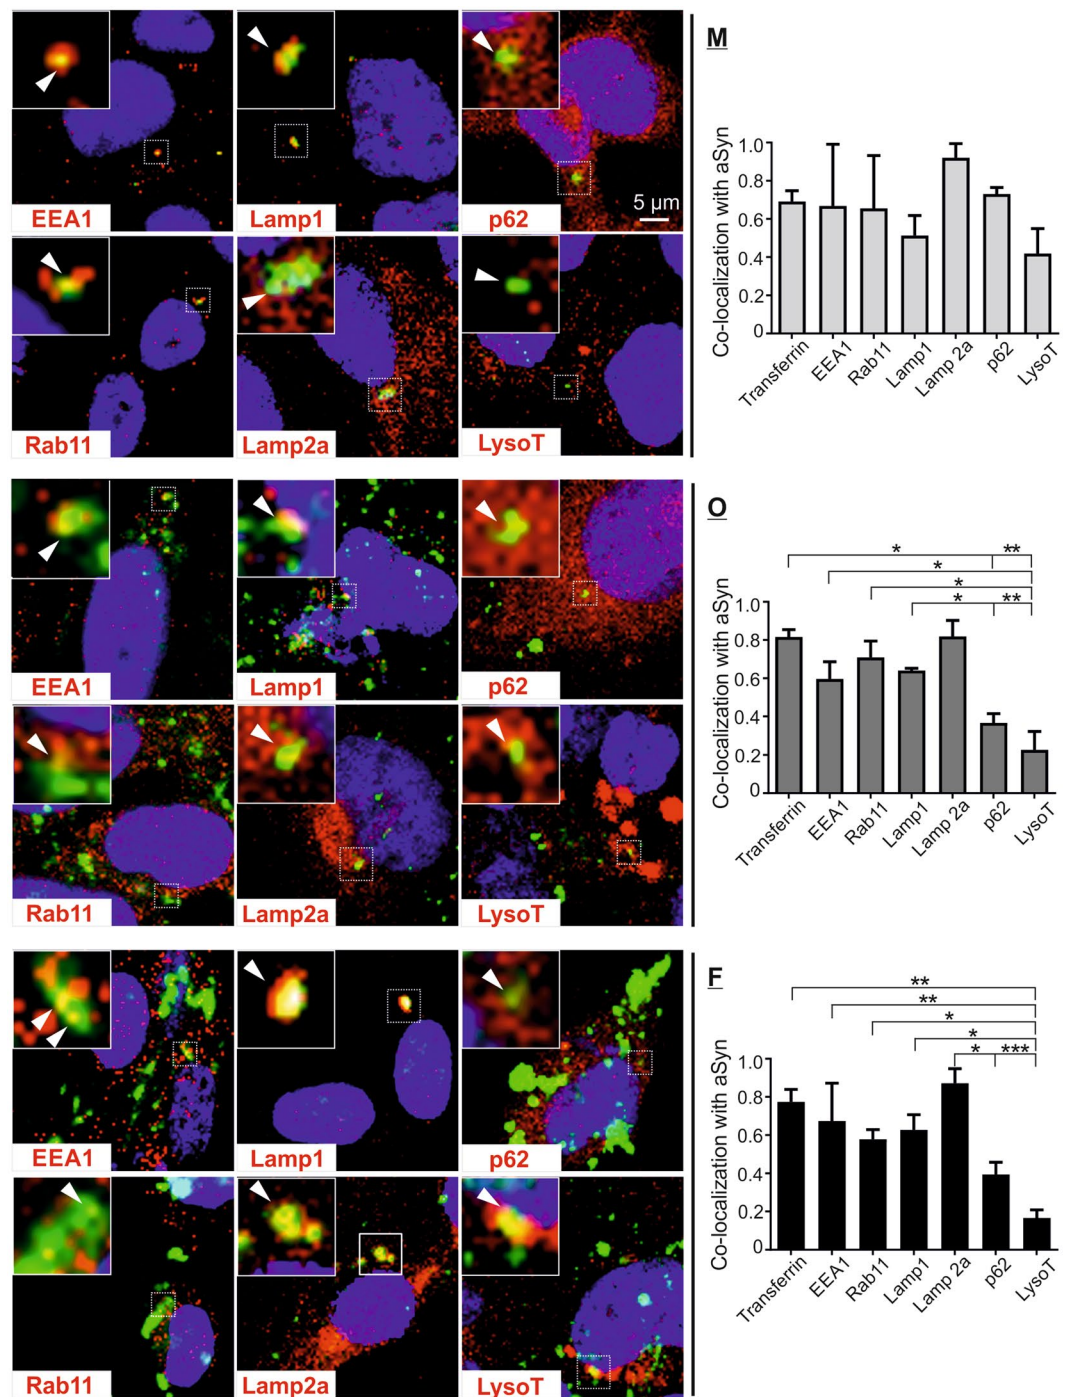 M
EEA1
Lamp1
p62
5 µm
Rab11
Lamp2a
LysoT
Co-localization with aSyn
1.0
0.8
0.6
0.4
0.2
0
Transferrin
EEA1
Rab11
Lamp1
Lamp 2a
p62
LysoT
O
EEA1
Lamp1
p62
Rab11
Lamp2a
LysoT
* **
*
*
* **
Co-localization with aSyn
1.0
0.8
0.6
0.4
0.2
0
Transferrin
EEA1
Rab11
Lamp1
Lamp 2a
p62
LysoT
F
EEA1
Lamp1
p62
Rab11
Lamp2a
LysoT
**
**
*
*
* ***
Co-localization with aSyn
1.0
0.8
0.6
0.4
0.2
0
Transferrin
EEA1
Rab11
Lamp1
Lamp 2a
p62
LysoT